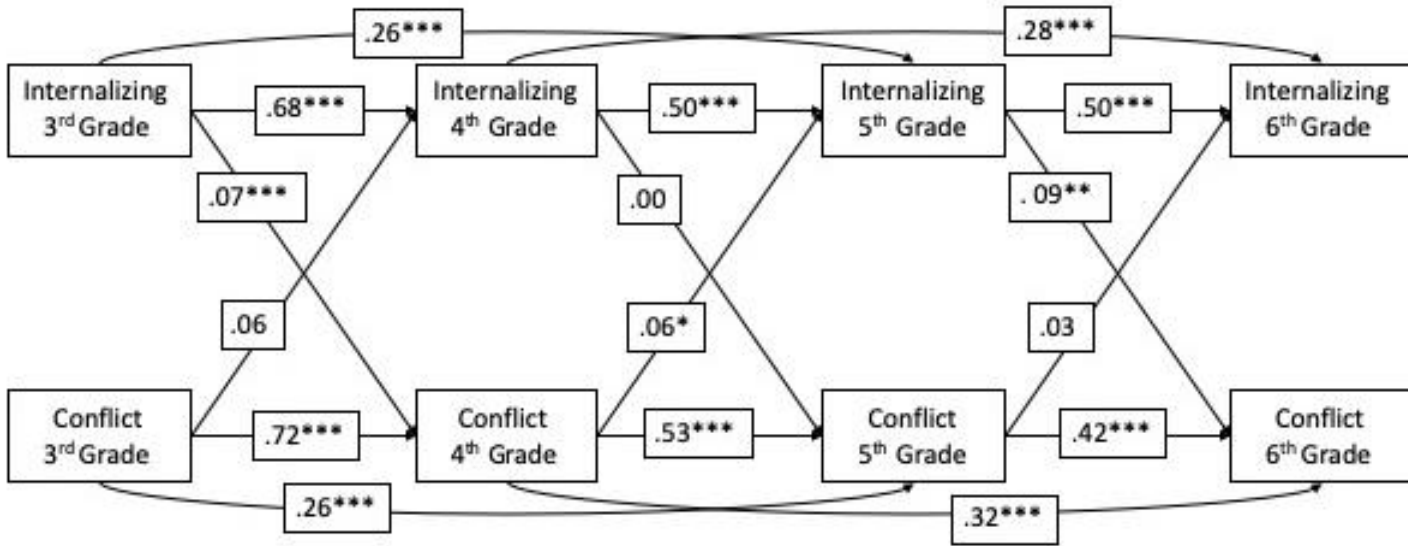 .26***
.28***
Internalizing
3rd Grade
.68***
Internalizing
4th Grade
.50***
Internalizing
5th Grade
.50***
Internalizing
6th Grade
.07***
.00
. 09**
.06
.06*
.03
Conflict
3rd Grade
.72***
Conflict
4th Grade
.53***
Conflict
5th Grade
.42***
Conflict
6th Grade
.26***
.32***